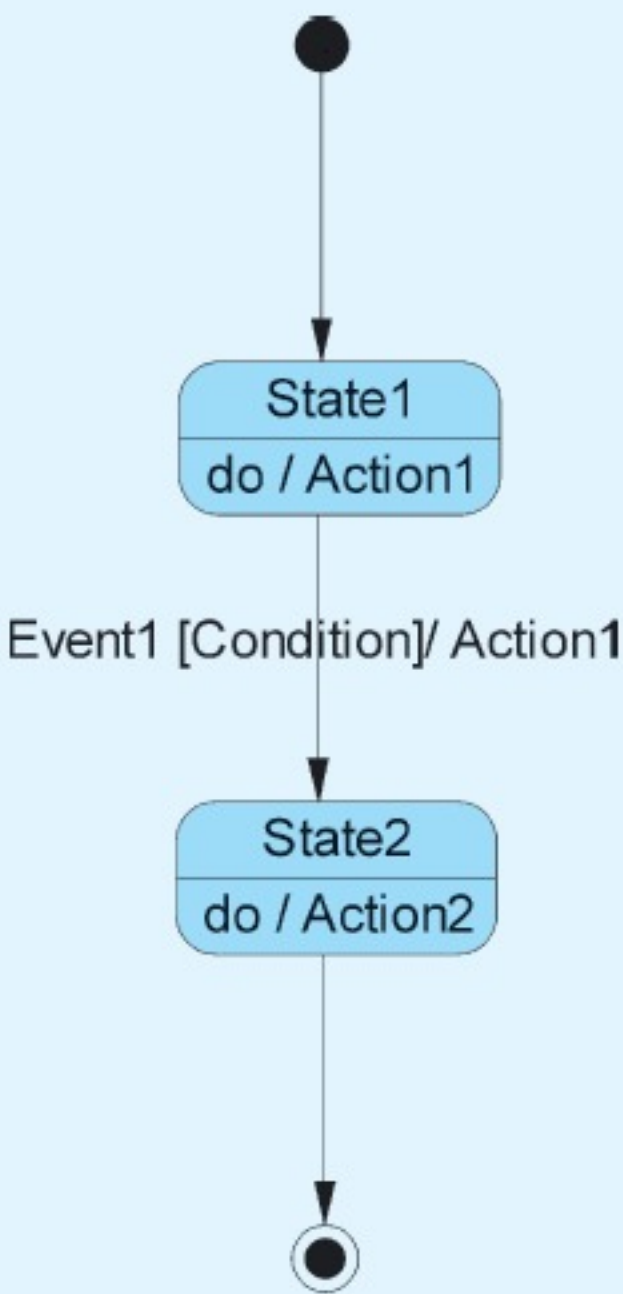 State1
do / Action1
Event1 [Condition]/ Action1
State2
do / Action2